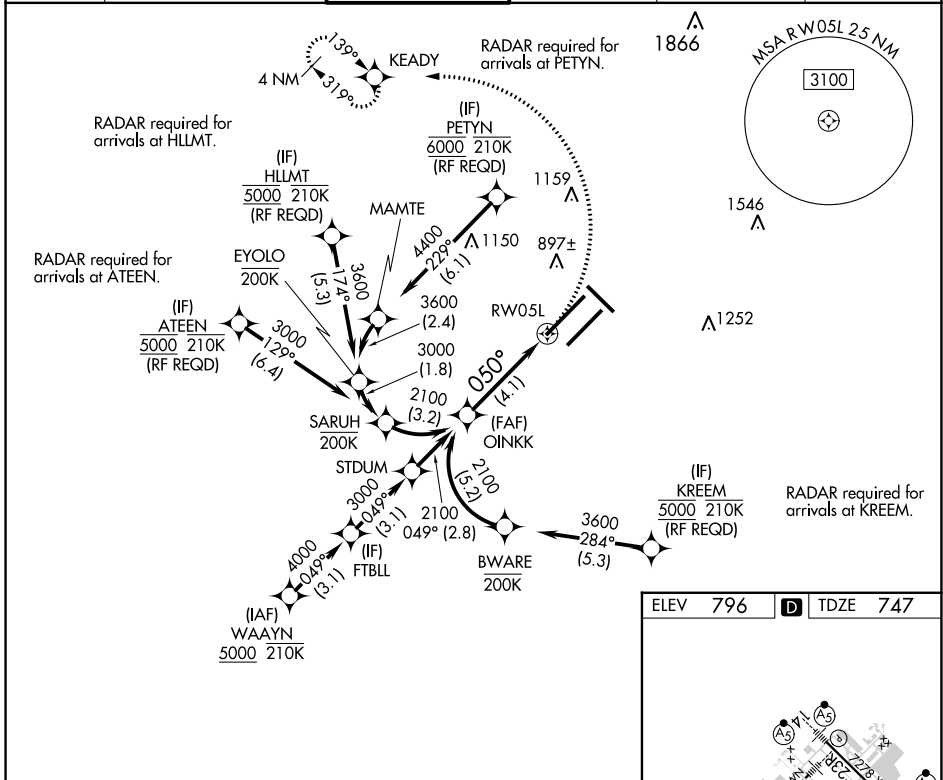 1866
MSA RW05L 25 NM
3100
139°
4 NM
319°
KEADY
RADAR required for
arrivals at PETYN.
RADAR required for
arrivals at HLLMT.
(IF)
PETYN
6000 210K
(RF REQD)
(IF)
HLLMT
5000 210K
(RF REQD)
MAMTE
1159
1150
897±
1546
4400
229°
(6.1)
RADAR required for
arrivals at ATEEN.
EYOLO
200K
3600
174°
(5.3)
(IF)
ATEEN
5000 210K
(RF REQD)
3000
129°
(6.4)
3600
(2.4)
RW05L
1252
3000
(1.8)
050°
(4.1)
2100
(3.2)
SARUH
200K
(FAF)
OINKK
STDUM
2100
(5.2)
3000
049°
(3.1)
2100
049° (2.8)
(IF)
KREEM
5000 210K
(RF REQD)
RADAR required for
arrivals at KREEM.
3600
284°
(5.3)
BWARE
200K
(IF)
FTBLL
4000
049°
(3.1)
(IAF)
WAAYN
5000 210K
ELEV 796
D
TDZE 747
A5
A5
14
P
23R
7278